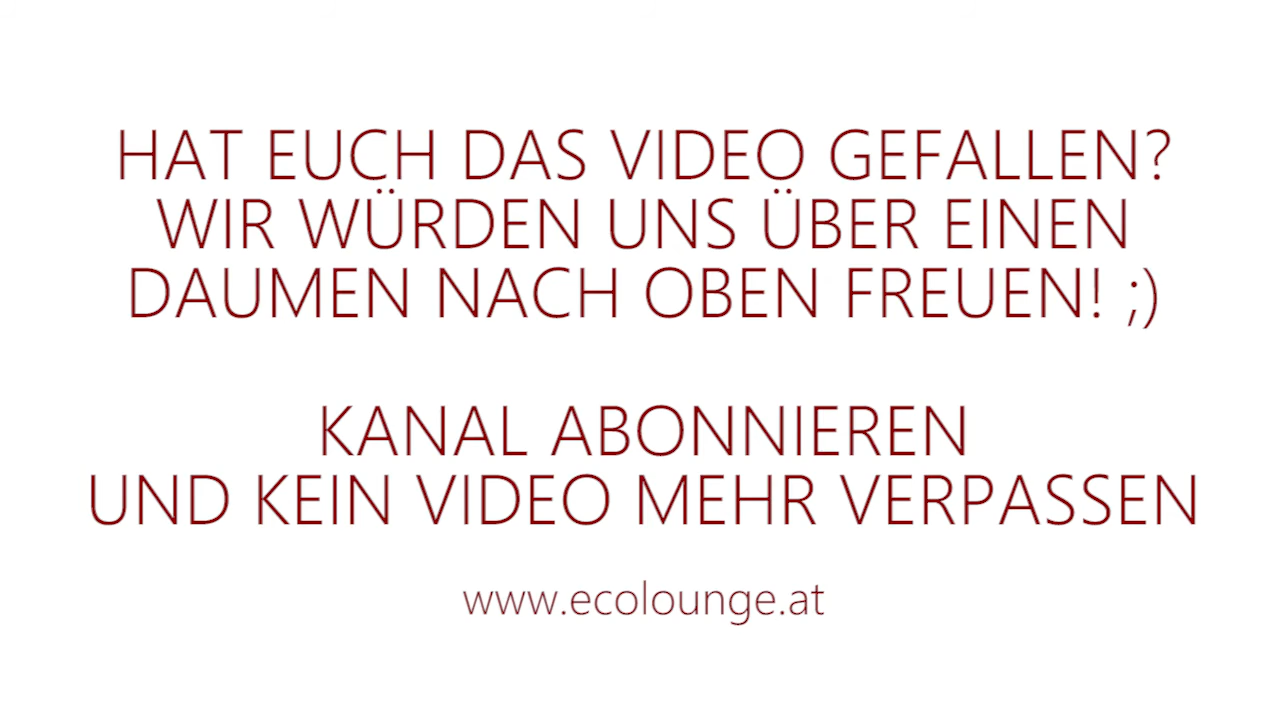 HAT EUCH DAS VIDEO GEFALLEN?
WIR WÜRDEN UNS ÜBER EINEN
DAUMEN NACH OBEN FREUEN! ;)
KANAL ABONNIEREN
UND KEIN VIDEO MEHR VERPASSEN
www.ecolounge.at